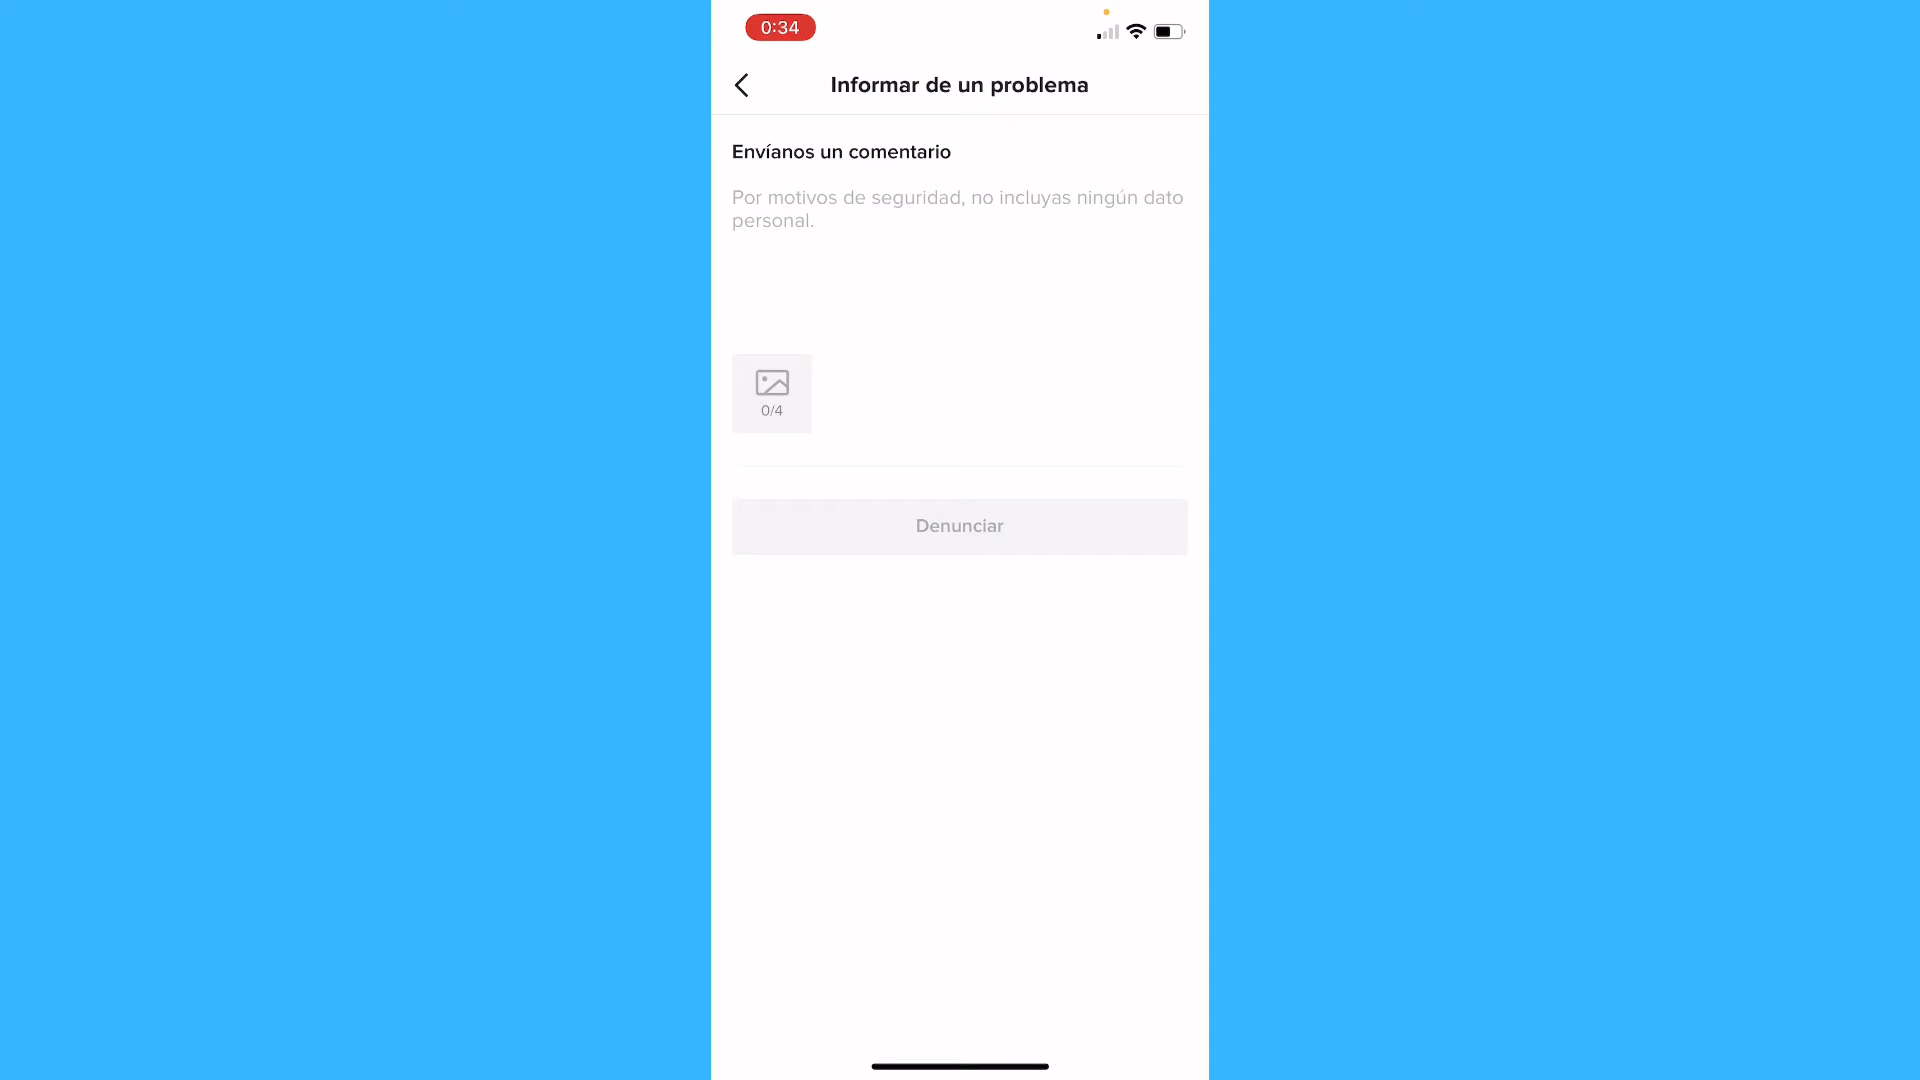 0:34
Informar de un problema
Envíanos un comentario
Por motivos de seguridad, no incluyas ningún dato
personal.
0/4
Denunciar